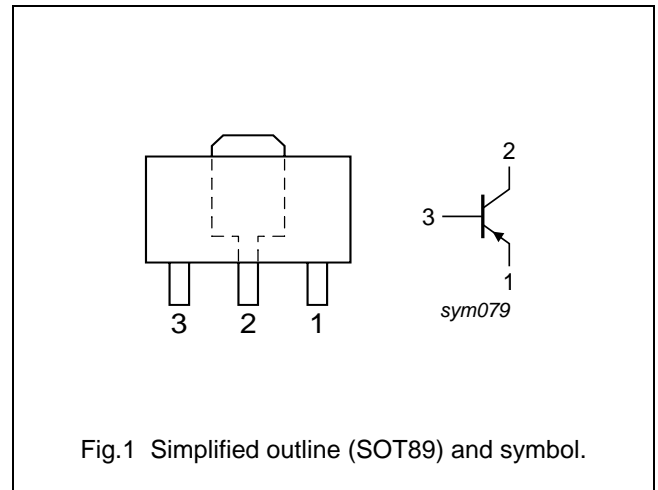 2
3
1
sym079
3 2 1
Fig.1 Simplified outline (SOT89) and symbol.